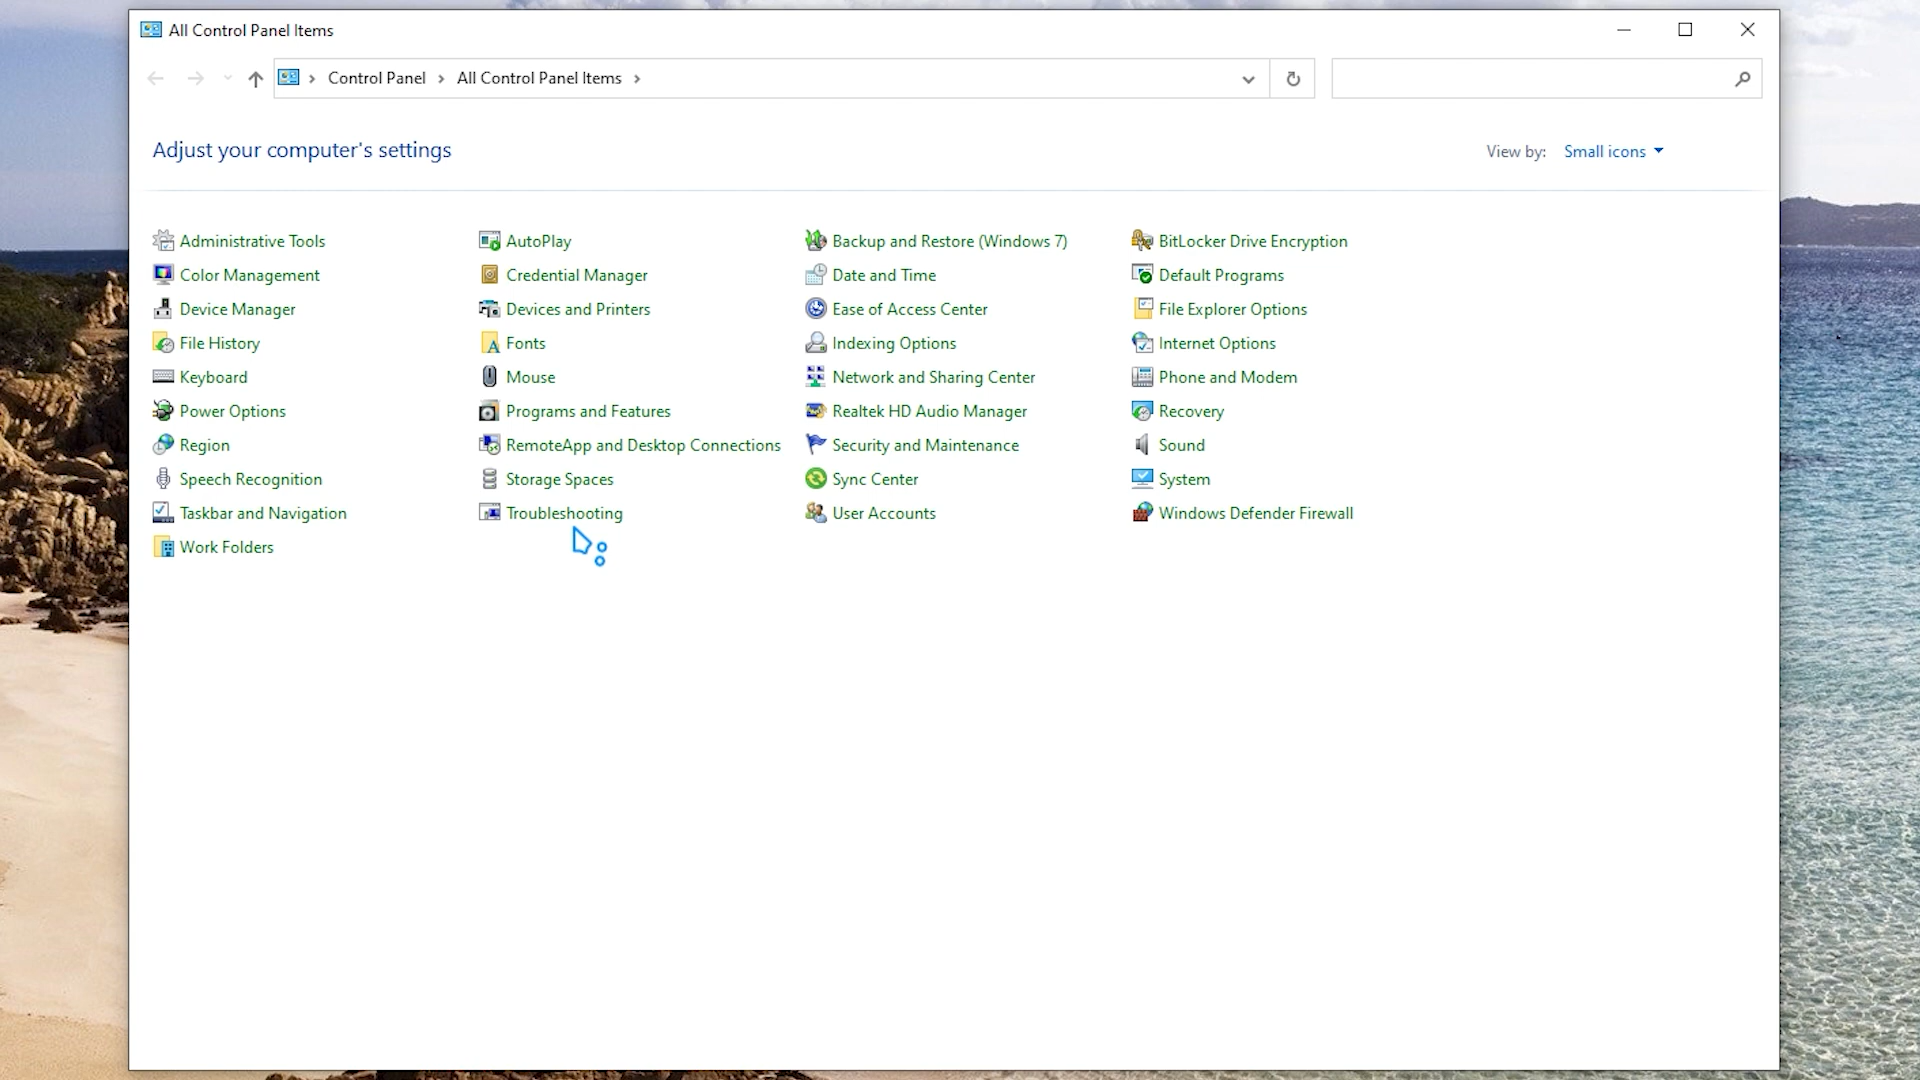 All Control Panel Items
Control Panel All Control Panel Items
Adjust your computer's settings
View by: Small icons
Administrative Tools AutoPlay Backup and Restore (Windows 7) BitLocker Drive Encryption
Color Management Credential Manager Date and Time Default Programs
Device Manager Devices and Printers Ease of Access Center File Explorer Options
File History Fonts Indexing Options Internet Options
Keyboard Mouse Network and Sharing Center Phone and Modem
Power Options Programs and Features Realtek HD Audio Manager Recovery
Region RemoteApp and Desktop Connections Security and Maintenance Sound
Speech Recognition Storage Spaces Sync Center System
Taskbar and Navigation Troubleshooting User Accounts Windows Defender Firewall
Work Folders